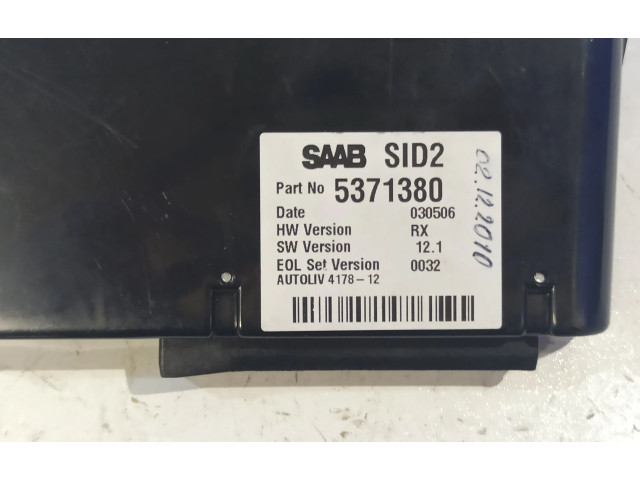 SAAB SID2
Part No 5371380
Date 030506
HW Version RX
SW Version 12.1
EOL Set Version 0032
AUTOLIV 4178-12
02.12.2010